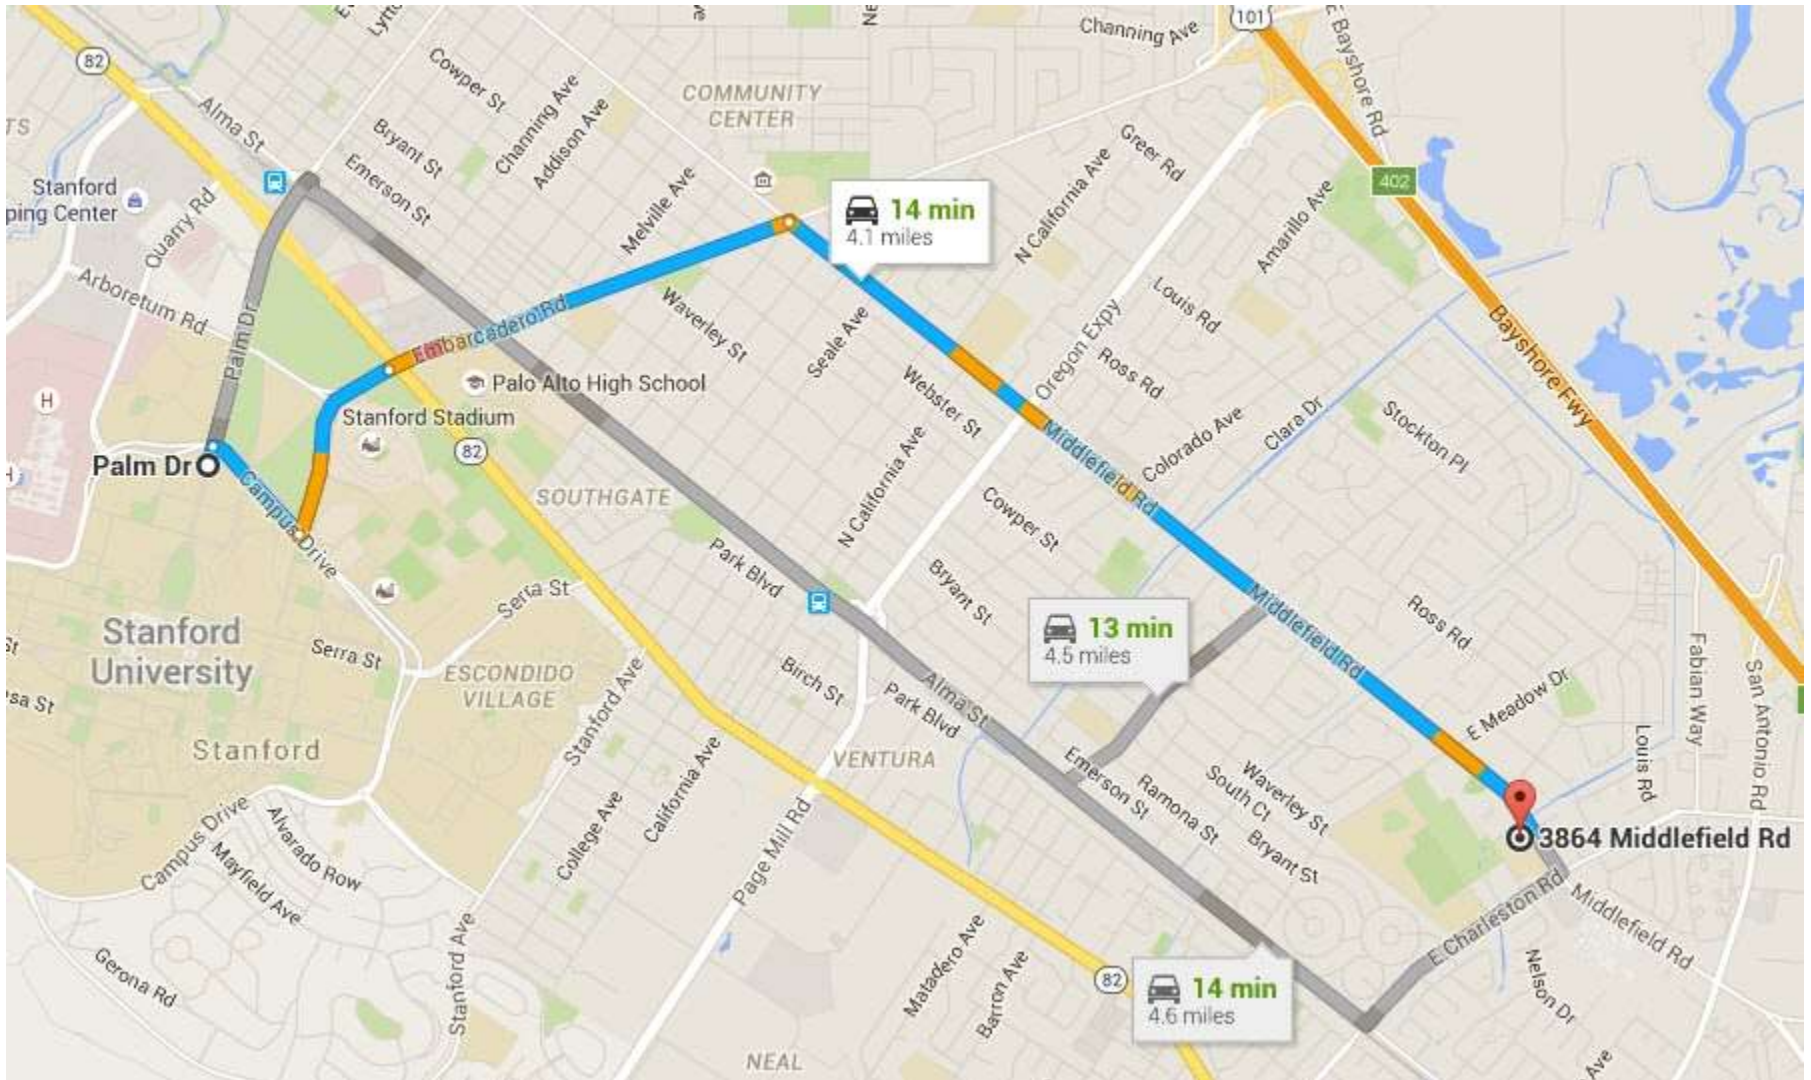 82
101
Channing Ave
E Bayshore Rd
Cowper St
Channing Ave
Addison Ave
COMMUNITY
CENTER
Alma St
Bryant St
Emerson St
Greer Rd
N California Ave
402
Stanford
ping Center
Quarry Rd
Melville Ave
14 min
4.1 miles
Amarillo Ave
Arboretum Rd
Palm Dr
Embarcadero Rd
Waverley St
Seale Ave
Louis Rd
Oregon Expy
Ross Rd
Bayshore Fwy
Palo Alto High School
Webster St
H
Stanford Stadium
82
Middlefield Rd
Colorado Ave
Clara Dr
Stockton Pl
Palm Dr
H
Campus Drive
SOUTHGATE
N California Ave
Cowper St
Park Blvd
Bryant St
Serra St
Middlefield Rd
Ross Rd
13 min
4.5 miles
Stanford
University
Serra St
St
ESCONDIDO
VILLAGE
Stanford Ave
Birch St
Park Blvd
Alma St
E Meadow Dr
Fabian Way
San Antonio Rd
Louis Rd
sa St
Stanford
California Ave
VENTURA
Emerson St
Ramona St
South Ct
Waverley St
Bryant St
Campus Drive
Alvarado Row
Mayfield Ave
College Ave
Page Mill Rd
3864 Middlefield Rd
E Charleston Rd
Middlefield Rd
Gerona Rd
Stanford Ave
Matadero Ave
Barron Ave
82
14 min
4.6 miles
Nelson Dr
NEAL
Ave